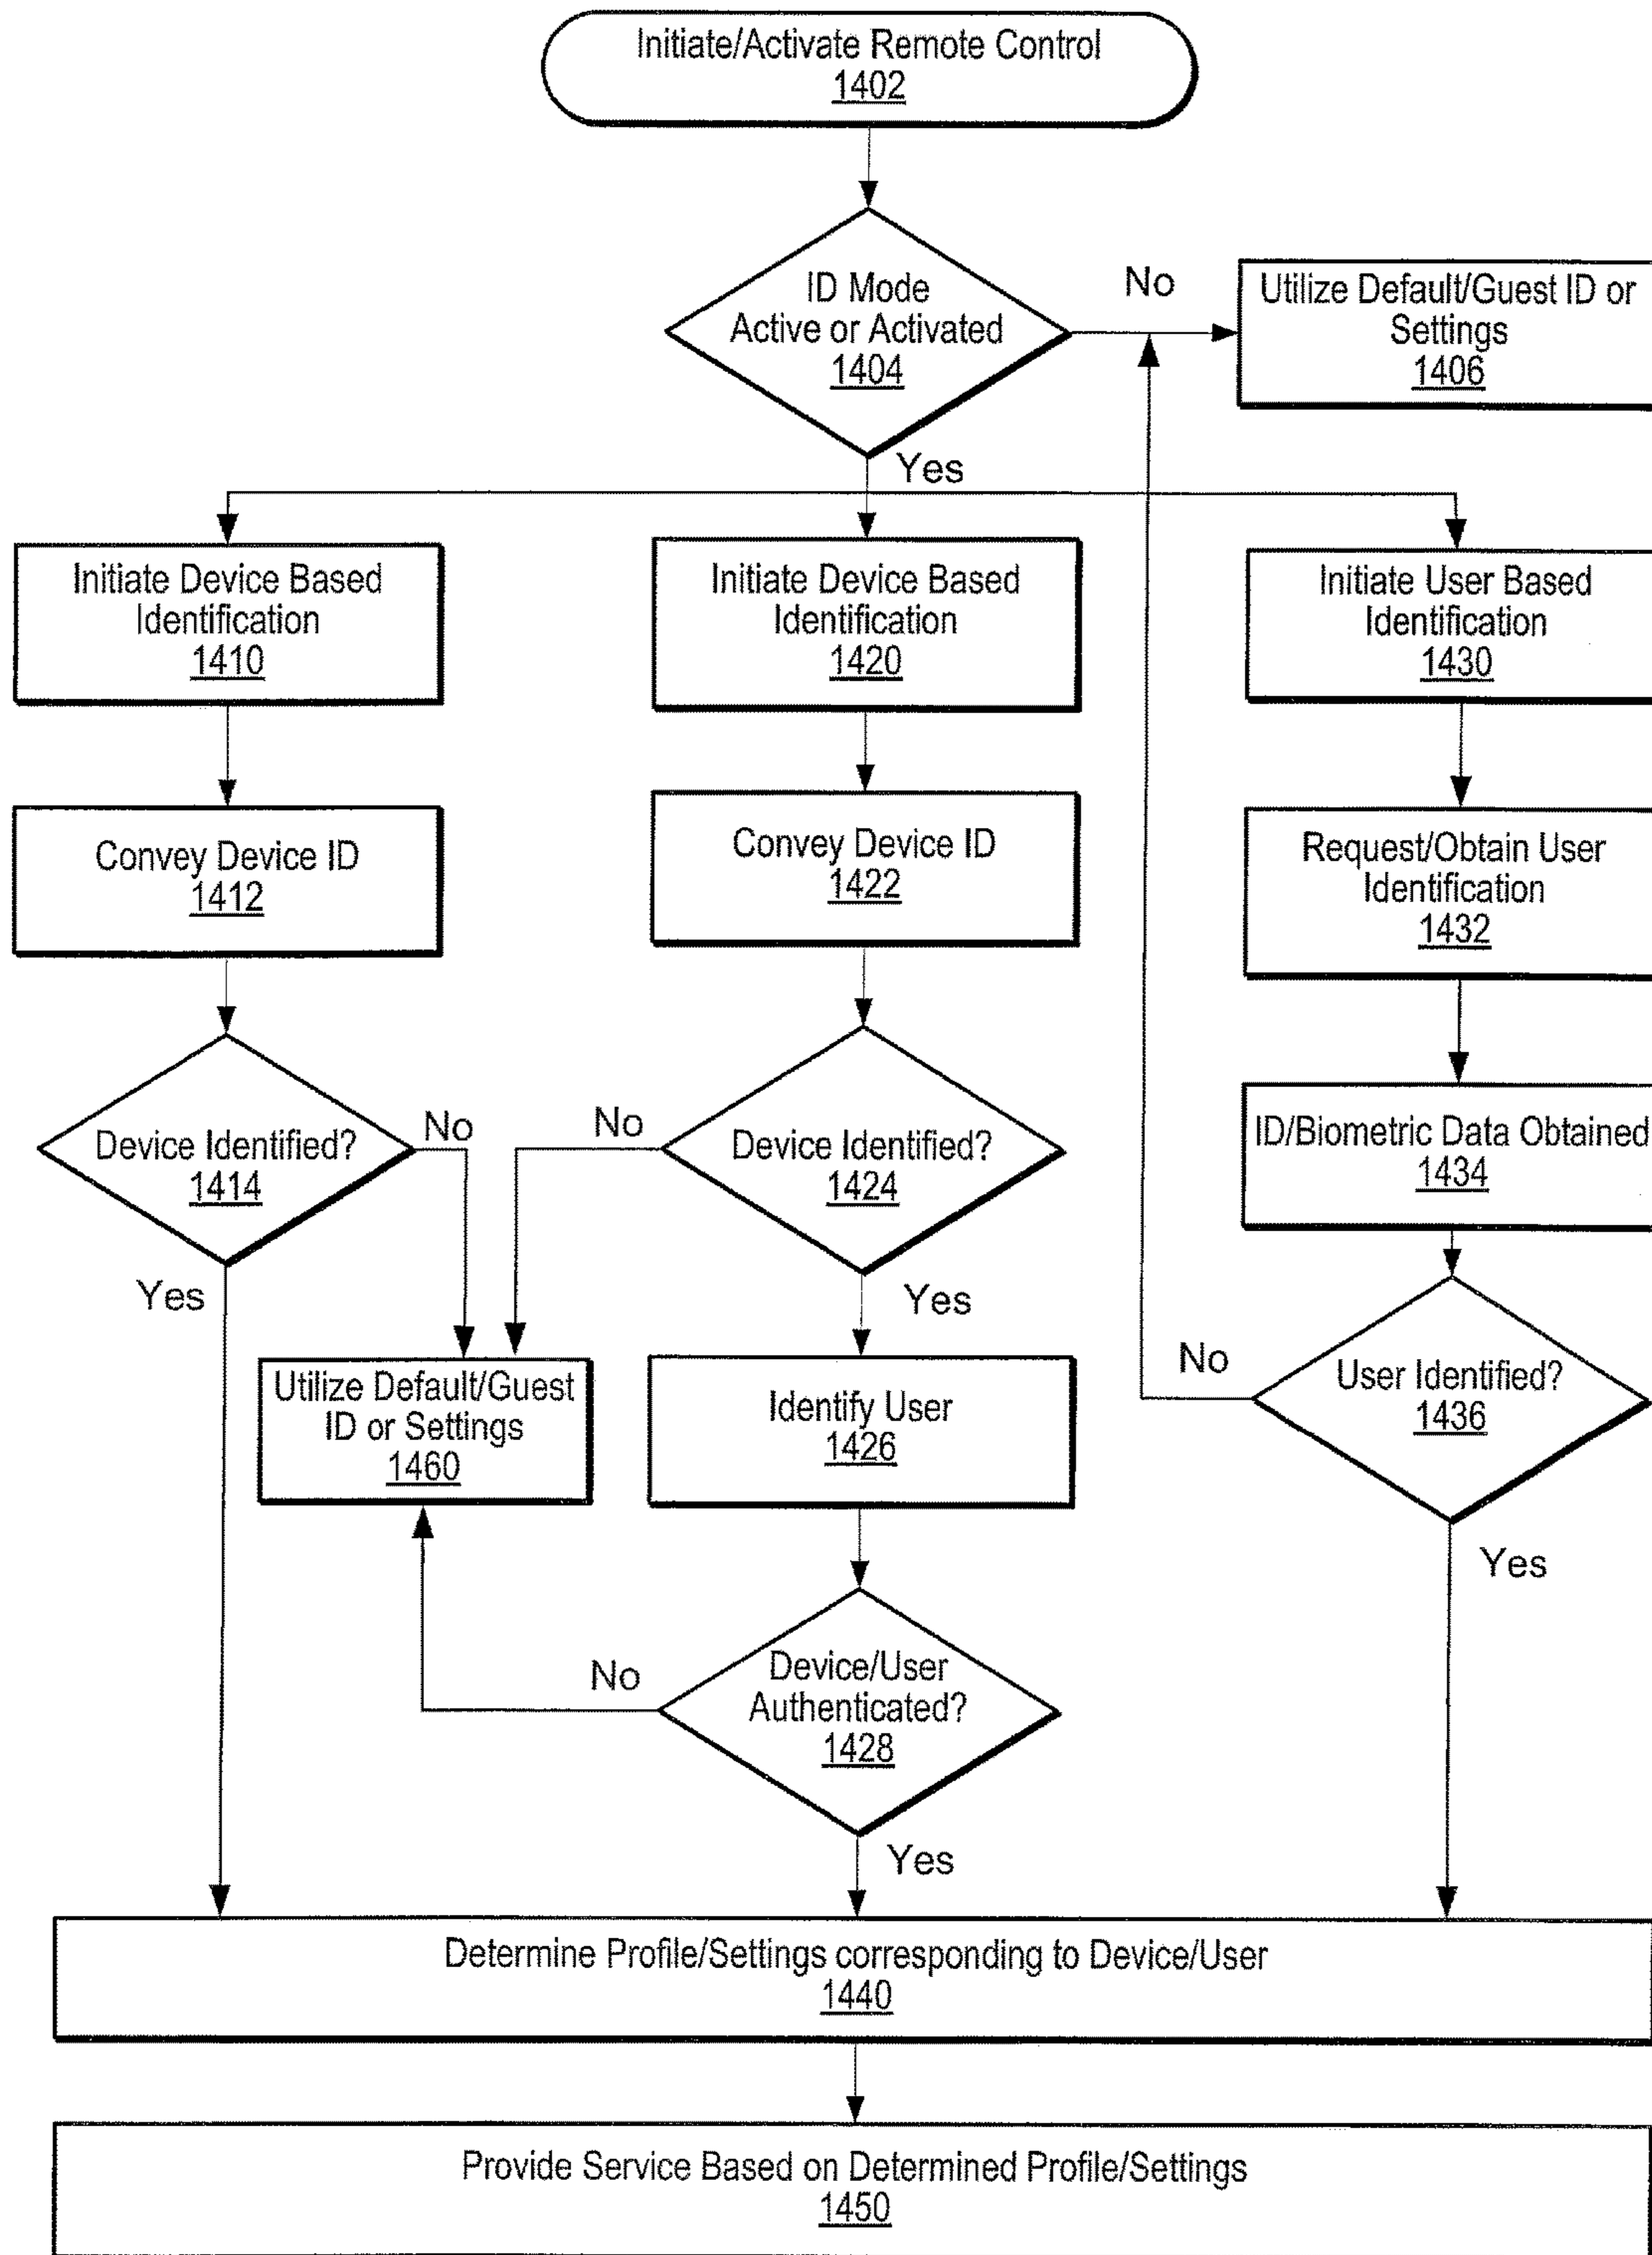 Initiate/Activate Remote Control
1402
ID Mode
Active or Activated
1404
No
Utilize Default/Guest ID or
Settings
1406
Yes
Initiate Device Based
Identification
1410
Initiate Device Based
Identification
1420
Initiate User Based
Identification
1430
Convey Device ID
1412
Convey Device ID
1422
Request/Obtain User
Identification
1432
Device Identified?
1414
No
Yes
No
Device Identified?
1424
Yes
ID/Biometric Data Obtained
1434
Utilize Default/Guest
ID or Settings
1460
Identify User
1426
No
User Identified?
1436
Yes
No
Device/User
Authenticated?
1428
Yes
Determine Profile/Settings corresponding to Device/User
1440
Provide Service Based on Determined Profile/Settings
1450